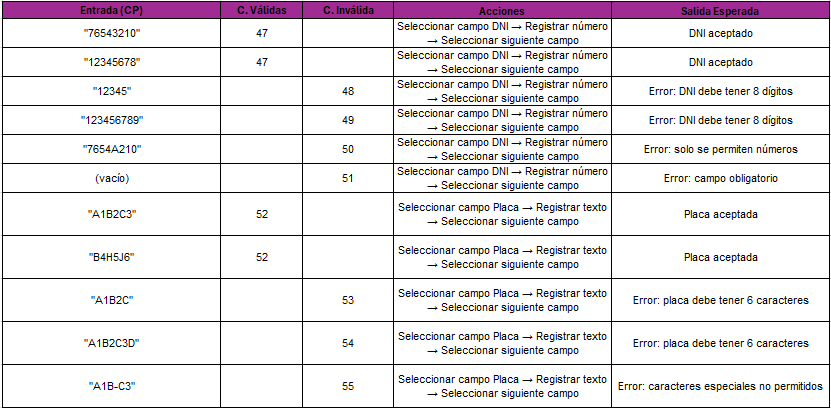 Entrada (CP) C. Válidas C. Inválida Acciones Salida Esperada
"76543210" 47 Seleccionar campo DNI → Registrar número → Seleccionar siguiente campo DNI aceptado
"12345678" 47 Seleccionar campo DNI → Registrar número → Seleccionar siguiente campo DNI aceptado
"12345" 48 Seleccionar campo DNI → Registrar número → Seleccionar siguiente campo Error: DNI debe tener 8 dígitos
"123456789" 49 Seleccionar campo DNI → Registrar número → Seleccionar siguiente campo Error: DNI debe tener 8 dígitos
"7654A210" 50 Seleccionar campo DNI → Registrar número → Seleccionar siguiente campo Error: solo se permiten números
(vacío) 51 Seleccionar campo DNI → Registrar número → Seleccionar siguiente campo Error: campo obligatorio
"A1B2C3" 52 Seleccionar campo Placa → Registrar texto → Seleccionar siguiente campo Placa aceptada
"B4H5J6" 52 Seleccionar campo Placa → Registrar texto → Seleccionar siguiente campo Placa aceptada
"A1B2C" 53 Seleccionar campo Placa → Registrar texto → Seleccionar siguiente campo Error: placa debe tener 6 caracteres
"A1B2C3D" 54 Seleccionar campo Placa → Registrar texto → Seleccionar siguiente campo Error: placa debe tener 6 caracteres
"A1B-C3" 55 Seleccionar campo Placa → Registrar texto → Seleccionar siguiente campo Error: caracteres especiales no permitidos